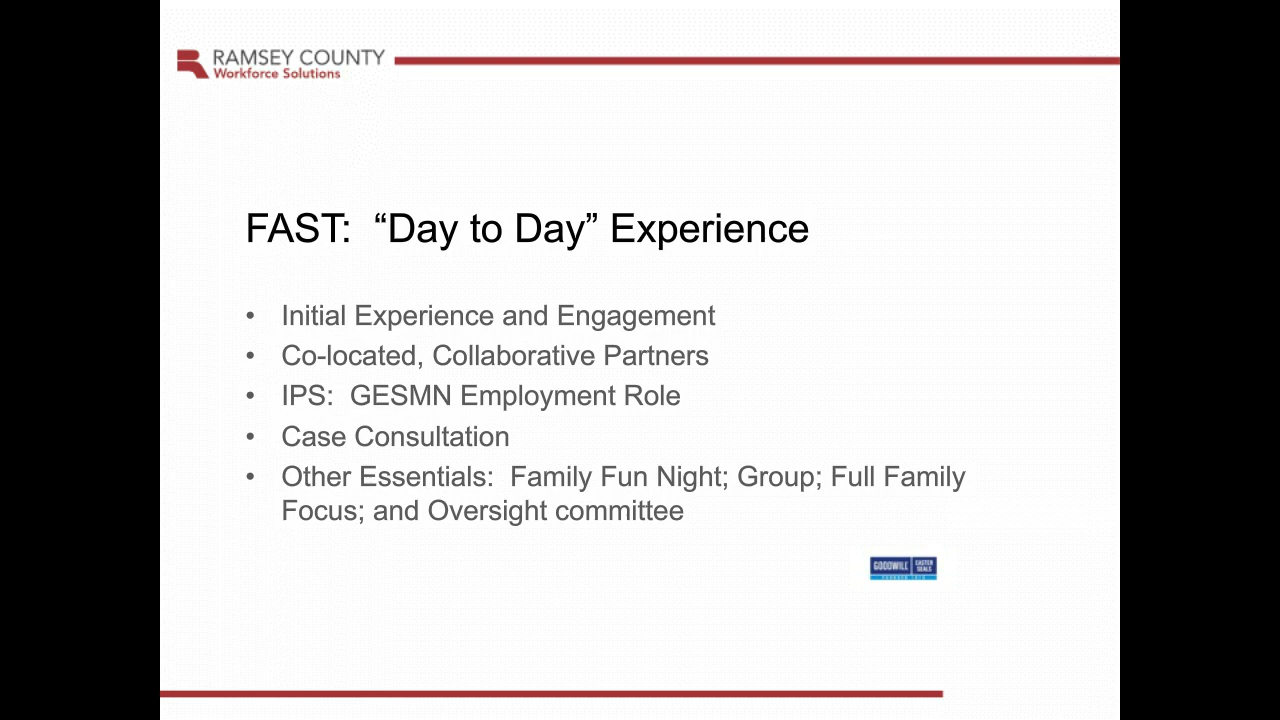 RAMSEY COUNTY
Workforce Solutions
FAST:  “Day to Day” Experience
• Initial Experience and Engagement
• Co-located, Collaborative Partners
• IPS:  GESMN Employment Role
• Case Consultation
• Other Essentials:  Family Fun Night; Group; Full Family
Focus; and Oversight committee
GOODWILL EASTER
SEALS